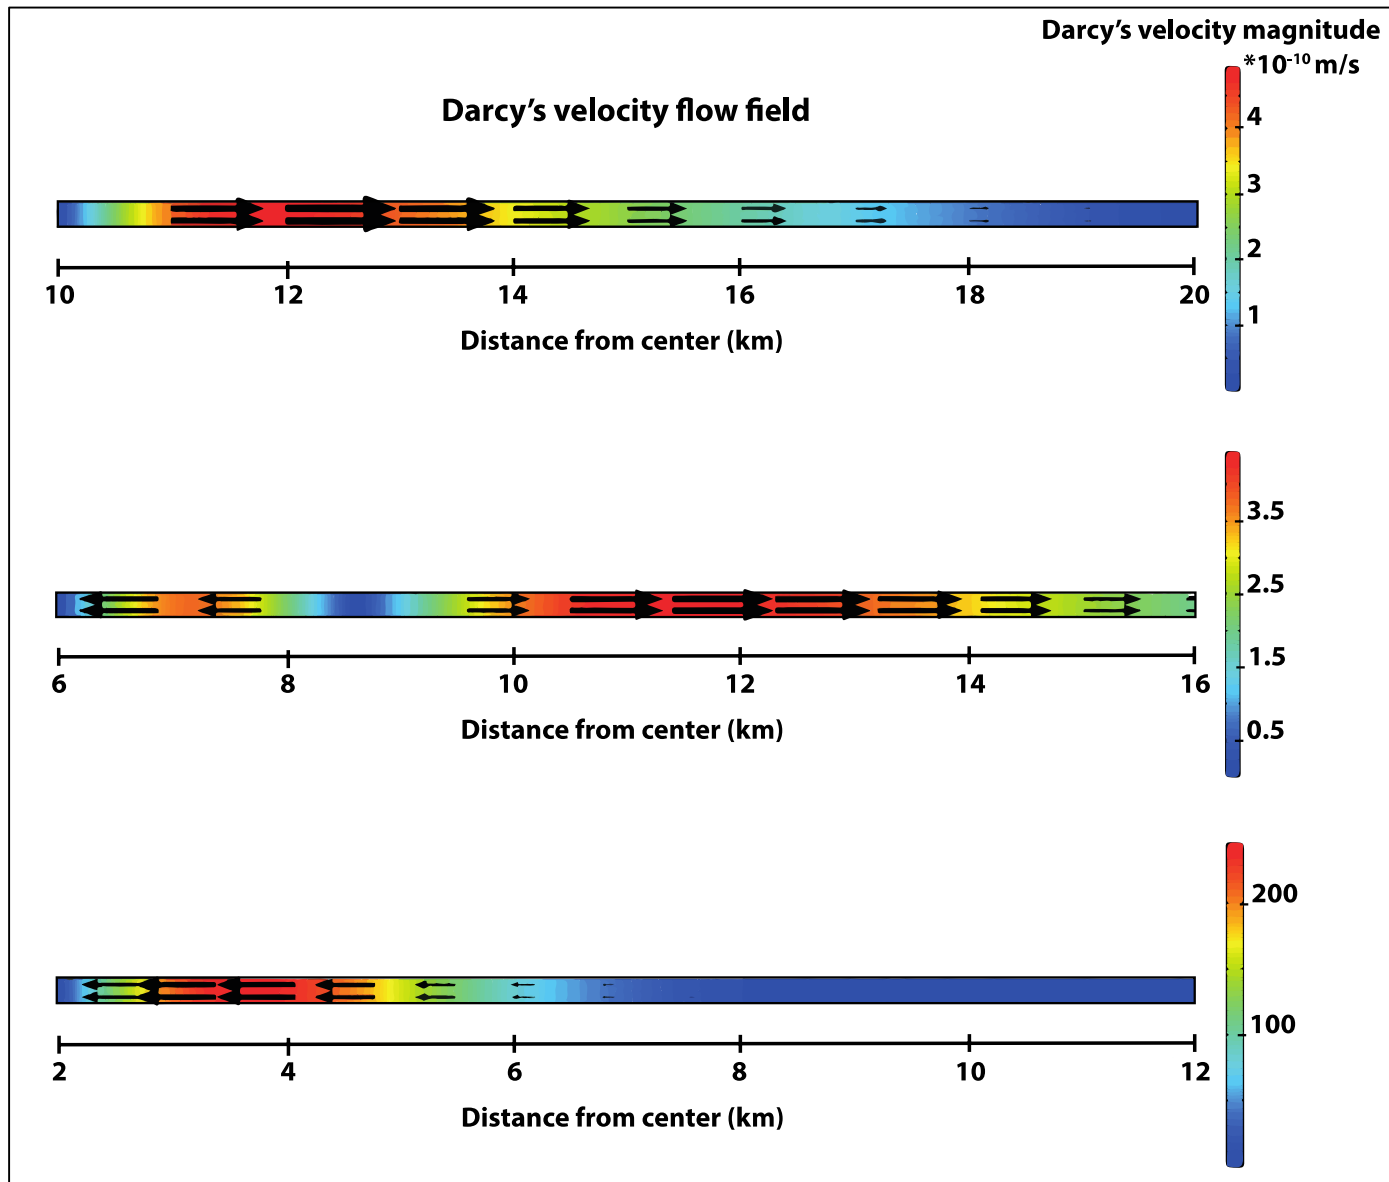 Darcy’s velocity magnitude
*10⁻¹⁰ m/s
Darcy’s velocity flow field
4
3
2
1
10 12 14 16 18 20
Distance from center (km)
3.5
2.5
1.5
0.5
6 8 10 12 14 16
Distance from center (km)
200
100
2 4 6 8 10 12
Distance from center (km)